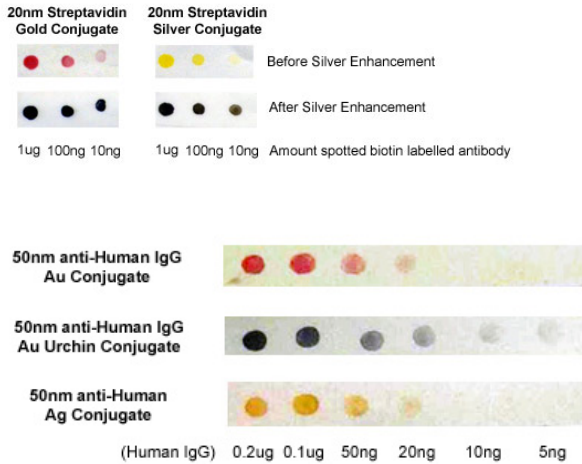 20nm Streptavidin
Gold Conjugate
20nm Streptavidin
Silver Conjugate
Before Silver Enhancement
After Silver Enhancement
1ug 100ng 10ng 1ug 100ng 10ng Amount spotted biotin labelled antibody
50nm anti-Human IgG
Au Conjugate
50nm anti-Human IgG
Au Urchin Conjugate
50nm anti-Human
Ag Conjugate
(Human IgG) 0.2ug 0.1ug 50ng 20ng 10ng 5ng